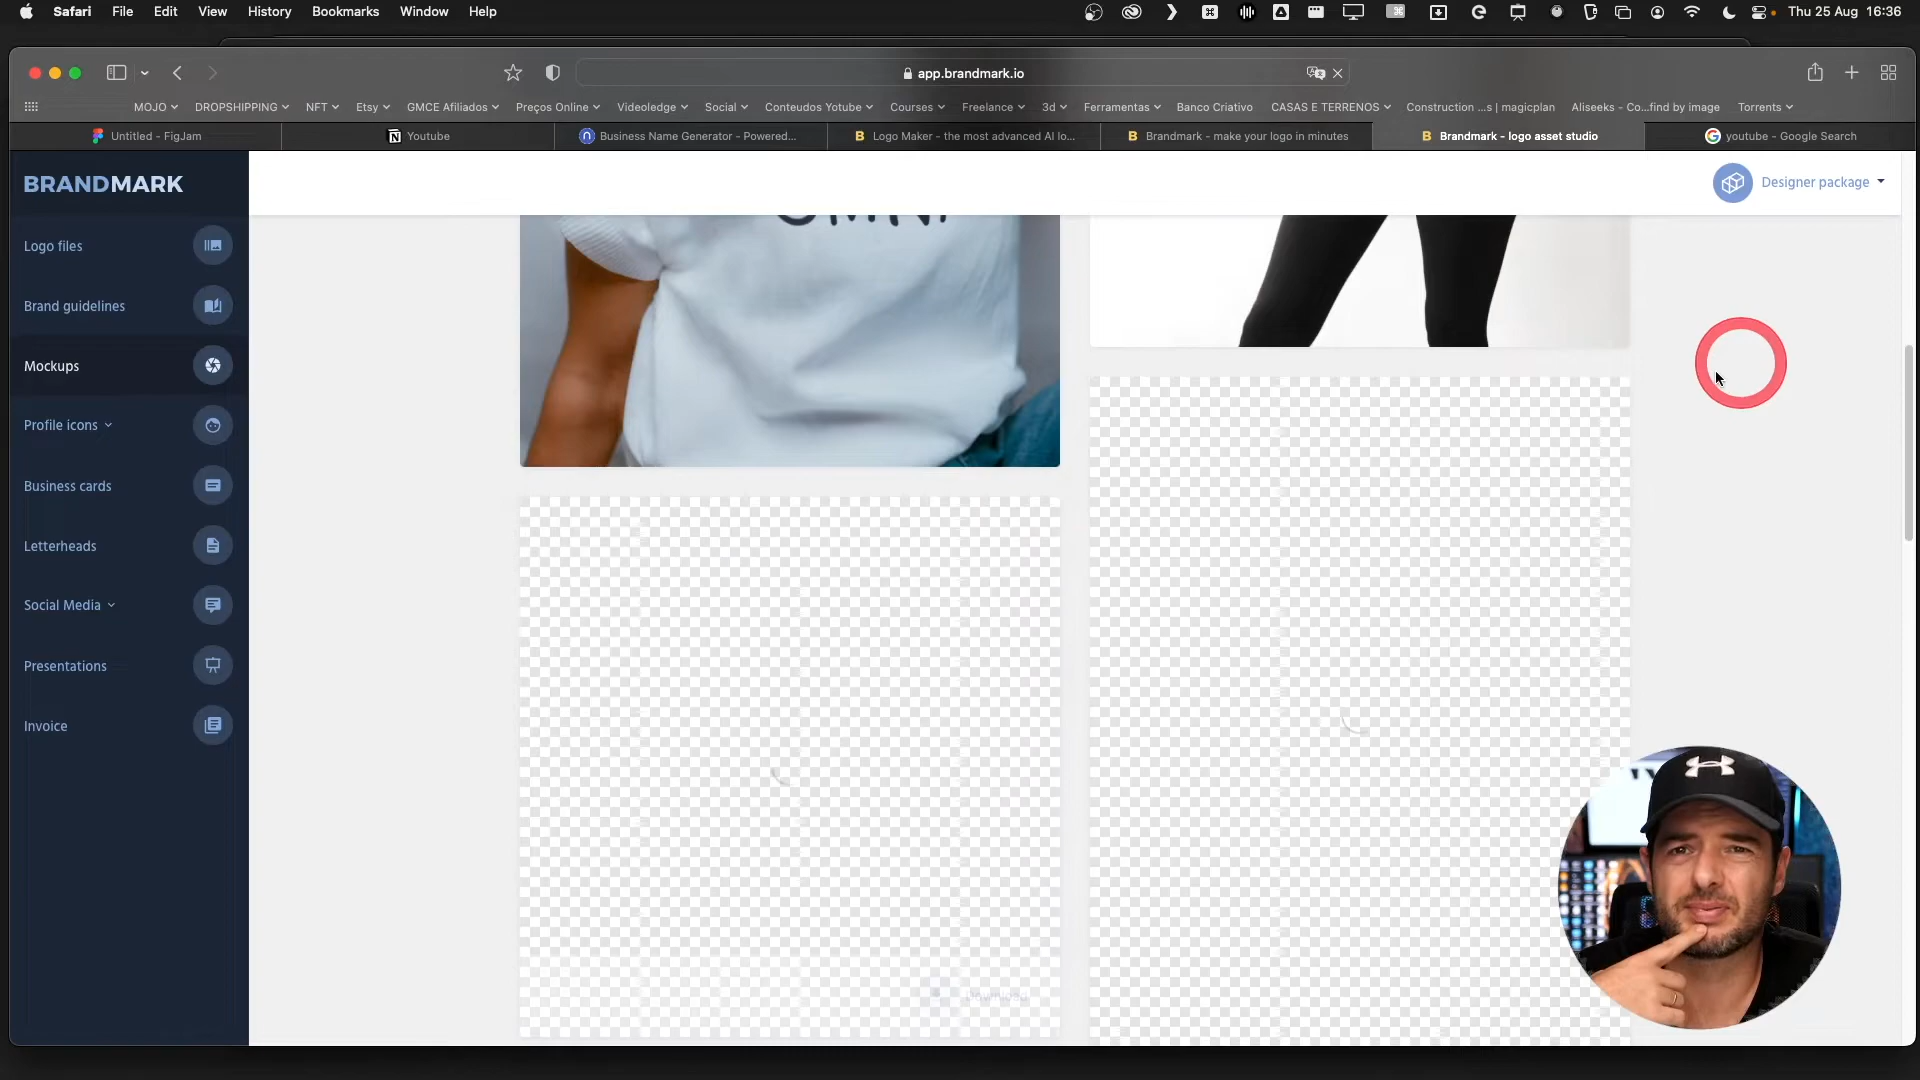 Safari File Edit View History Bookmarks Window Help Thu 25 Aug 16:36
app.brandmark.io
MOJO DROPSHIPPING NFT Etsy GMCE Afiliados Preços Online Videoledge Social Conteudos Yotube Courses Freelance 3d Ferramentas Banco Criativo CASAS E TERRENOS Construction ...s | magicplan Aliseeks - Co...find by image Torrents
Untitled - FigJam Youtube Business Name Generator - Powered... Logo Maker - the most advanced AI lo... Brandmark - make your logo in minutes Brandmark - logo asset studio youtube - Google Search
BRANDMARK
Designer package
Logo files
Brand guidelines
Mockups
Profile icons
Business cards
Letterheads
Social Media
Presentations
Invoice
OMNI
Download